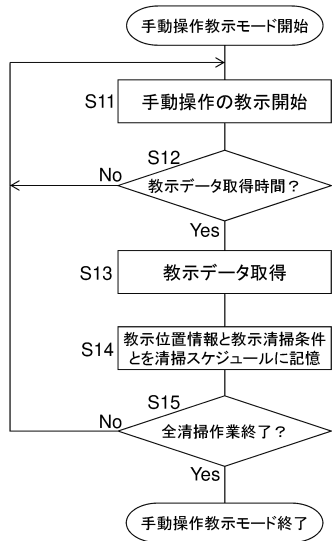 手動操作教示モード開始
S11
手動操作の教示開始
S12
No
教示データ取得時間？
Yes
S13
教示データ取得
S14
教示位置情報と教示清掃条件
とを清掃スケジュールに記憶
S15
No
全清掃作業終了？
Yes
手動操作教示モード終了